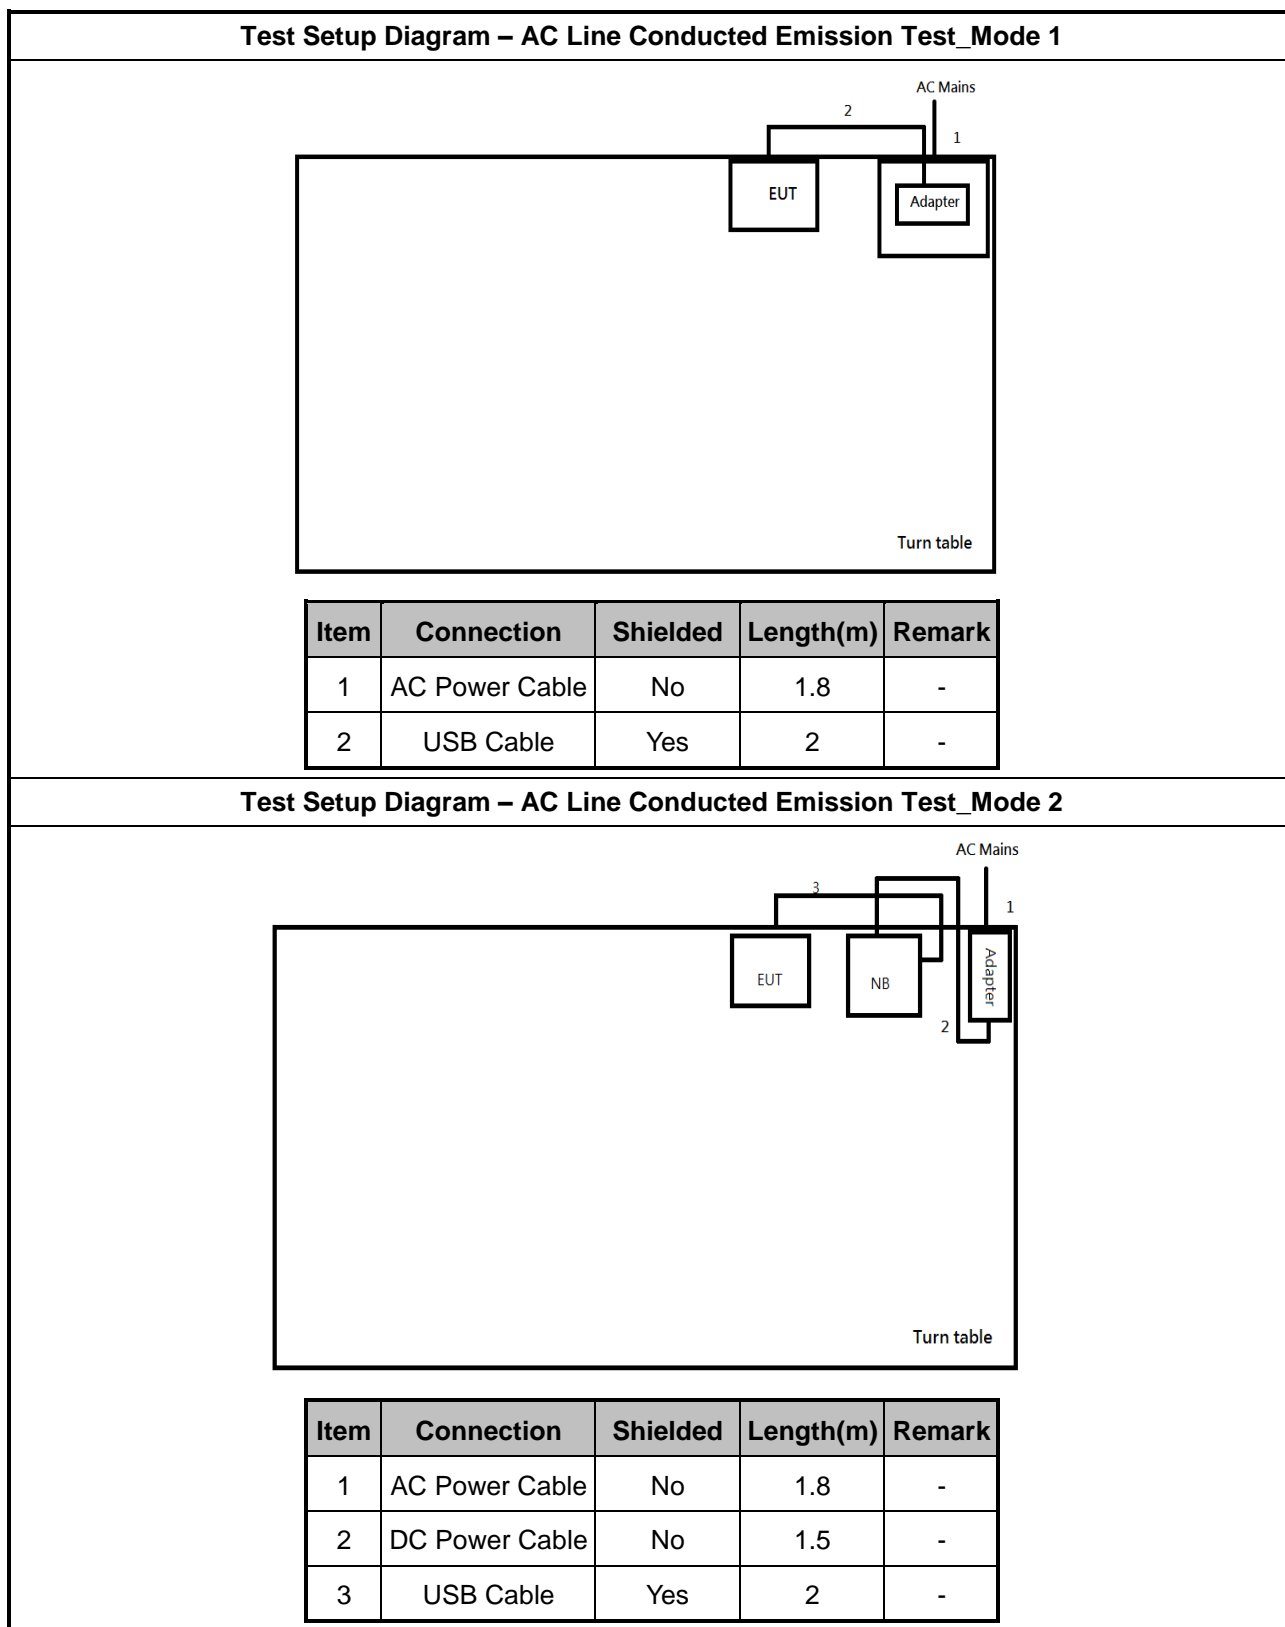 Test Setup Diagram – AC Line Conducted Emission Test_Mode 1
AC Mains
2
1
EUT
Adapter
Turn table
Item Connection Shielded Length(m) Remark
1 AC Power Cable No 1.8 -
2 USB Cable Yes 2 -
Test Setup Diagram – AC Line Conducted Emission Test_Mode 2
AC Mains
3
1
EUT
NB
Adapter
2
Turn table
Item Connection Shielded Length(m) Remark
1 AC Power Cable No 1.8 -
2 DC Power Cable No 1.5 -
3 USB Cable Yes 2 -